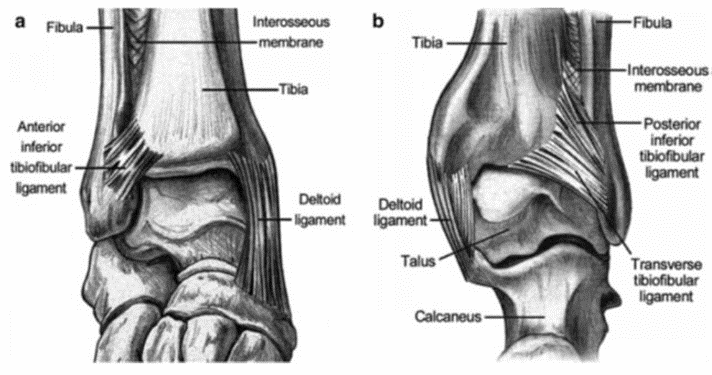 a
Fibula
Interosseous
membrane
Tibia
Anterior
inferior
tibiofibular
ligament
Deltoid
ligament
b
Tibia
Fibula
Interosseous
membrane
Posterior
inferior
tibiofibular
ligament
Deltoid
ligament
Talus
Transverse
tibiofibular
ligament
Calcaneus